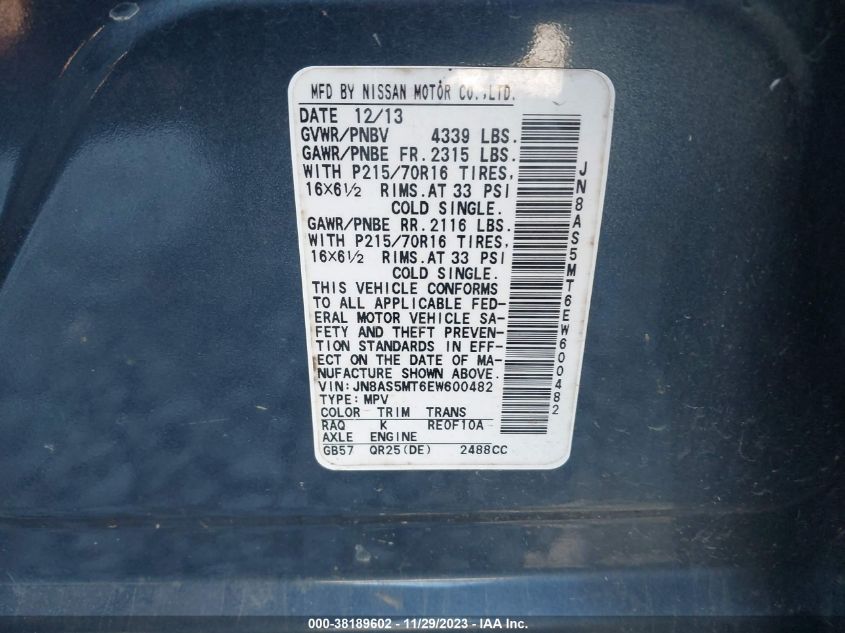 MFD BY NISSAN MOTOR CO.,LTD.
DATE 12/13
GVWR/PNBV 4339 LBS.
GAWR/PNBE FR. 2315 LBS.
WITH P215/70R16 TIRES,
16X6½ RIMS. AT 33 PSI
COLD SINGLE.
GAWR/PNBE RR. 2116 LBS.
WITH P215/70R16 TIRES,
16X6½ RIMS. AT 33 PSI
COLD SINGLE.
THIS VEHICLE CONFORMS
TO ALL APPLICABLE FED-
ERAL MOTOR VEHICLE SA-
FETY AND THEFT PREVEN-
TION STANDARDS IN EFF-
ECT ON THE DATE OF MA-
NUFACTURE SHOWN ABOVE.
VIN: JN8AS5MT6EW600482
TYPE: MPV
COLOR TRIM TRANS
RAQ K RE0F10A
AXLE ENGINE
GB57 QR25(DE) 2488CC
JN8AS5MT6EW600482
000-38189602 - 11/29/2023 - IAA Inc.